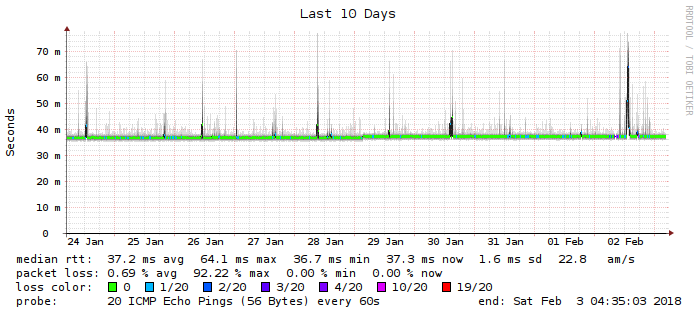 Last 10 Days
RRDTOOL / TOBI OETIKER
Seconds
70 m
60 m
50 m
40 m
30 m
20 m
10 m
0
24 Jan 25 Jan 26 Jan 27 Jan 28 Jan 29 Jan 30 Jan 31 Jan 01 Feb 02 Feb
median rtt: 37.2 ms avg 64.1 ms max 36.7 ms min 37.3 ms now 1.6 ms sd 22.8 am/s
packet loss: 0.69 % avg 92.22 % max 0.00 % min 0.00 % now
loss color: 0 1/20 2/20 3/20 4/20 10/20 19/20
probe: 20 ICMP Echo Pings (56 Bytes) every 60s end: Sat Feb 3 04:35:03 2018